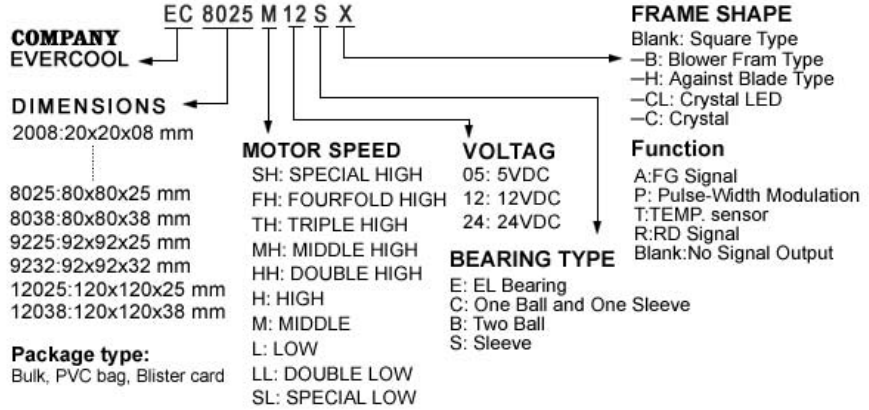 EC 8025 M 12 S X
COMPANY
EVERCOOL
DIMENSIONS
2008:20x20x08 mm
8025:80x80x25 mm
8038:80x80x38 mm
9225:92x92x25 mm
9232:92x92x32 mm
12025:120x120x25 mm
12038:120x120x38 mm
Package type:
Bulk, PVC bag, Blister card
MOTOR SPEED
SH: SPECIAL HIGH
FH: FOURFOLD HIGH
TH: TRIPLE HIGH
MH: MIDDLE HIGH
HH: DOUBLE HIGH
H: HIGH
M: MIDDLE
L: LOW
LL: DOUBLE LOW
SL: SPECIAL LOW
VOLTAG
05: 5VDC
12: 12VDC
24: 24VDC
BEARING TYPE
E: EL Bearing
C: One Ball and One Sleeve
B: Two Ball
S: Sleeve
FRAME SHAPE
Blank: Square Type
—B: Blower Fram Type
—H: Against Blade Type
—CL: Crystal LED
—C: Crystal
Function
A:FG Signal
P: Pulse-Width Modulation
T:TEMP. sensor
R:RD Signal
Blank:No Signal Output